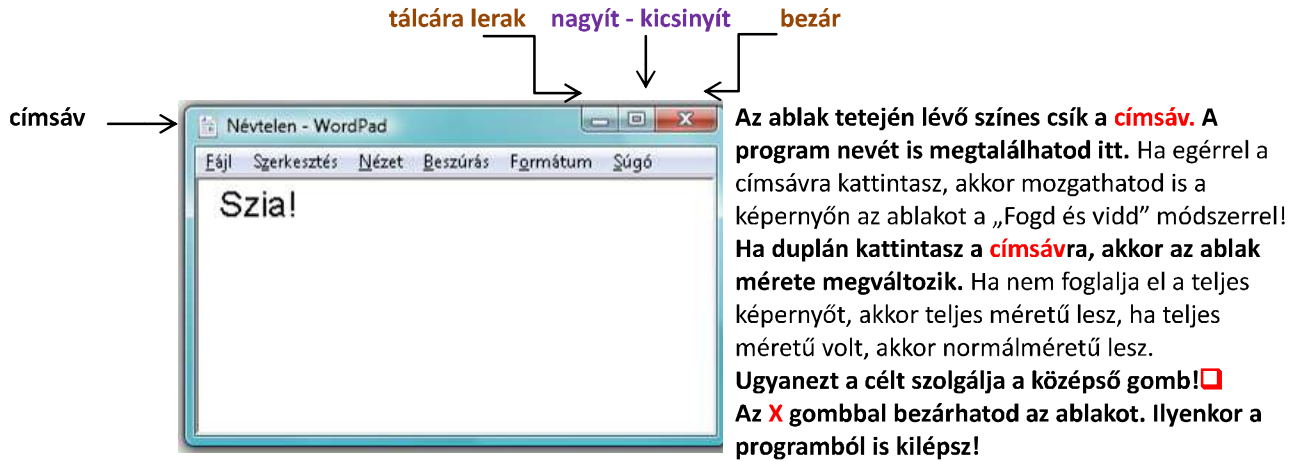 tálcára lerak nagyít - kicsinyít bezár
címsáv
Névtelen - WordPad
Fájl Szerkesztés Nézet Beszúrás Formátum Súgó
Szia!
Az ablak tetején lévő színes csík a címsáv. A
program nevét is megtalálhatod itt. Ha egérrel a
címsávra kattintasz, akkor mozgathatod is a
képernyőn az ablakot a „Fogd és vidd” módszerrel!
Ha duplán kattintasz a címsávra, akkor az ablak
mérete megváltozik. Ha nem foglalja el a teljes
képernyőt, akkor teljes méretű lesz, ha teljes
méretű volt, akkor normálméretű lesz.
Ugyanezt a célt szolgálja a középső gomb!❑
Az X gombbal bezárhatod az ablakot. Ilyenkor a
programból is kilépsz!